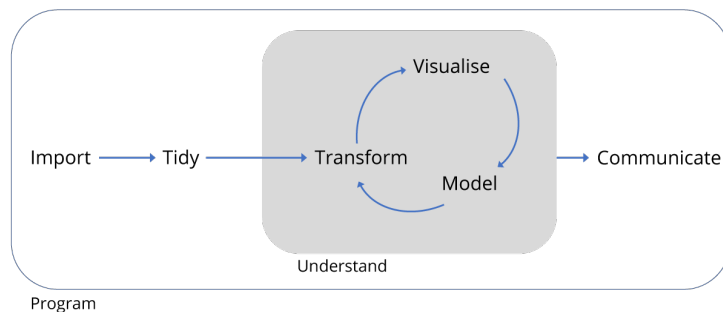 Visualise
Import Tidy Transform Communicate
Model
Understand
Program